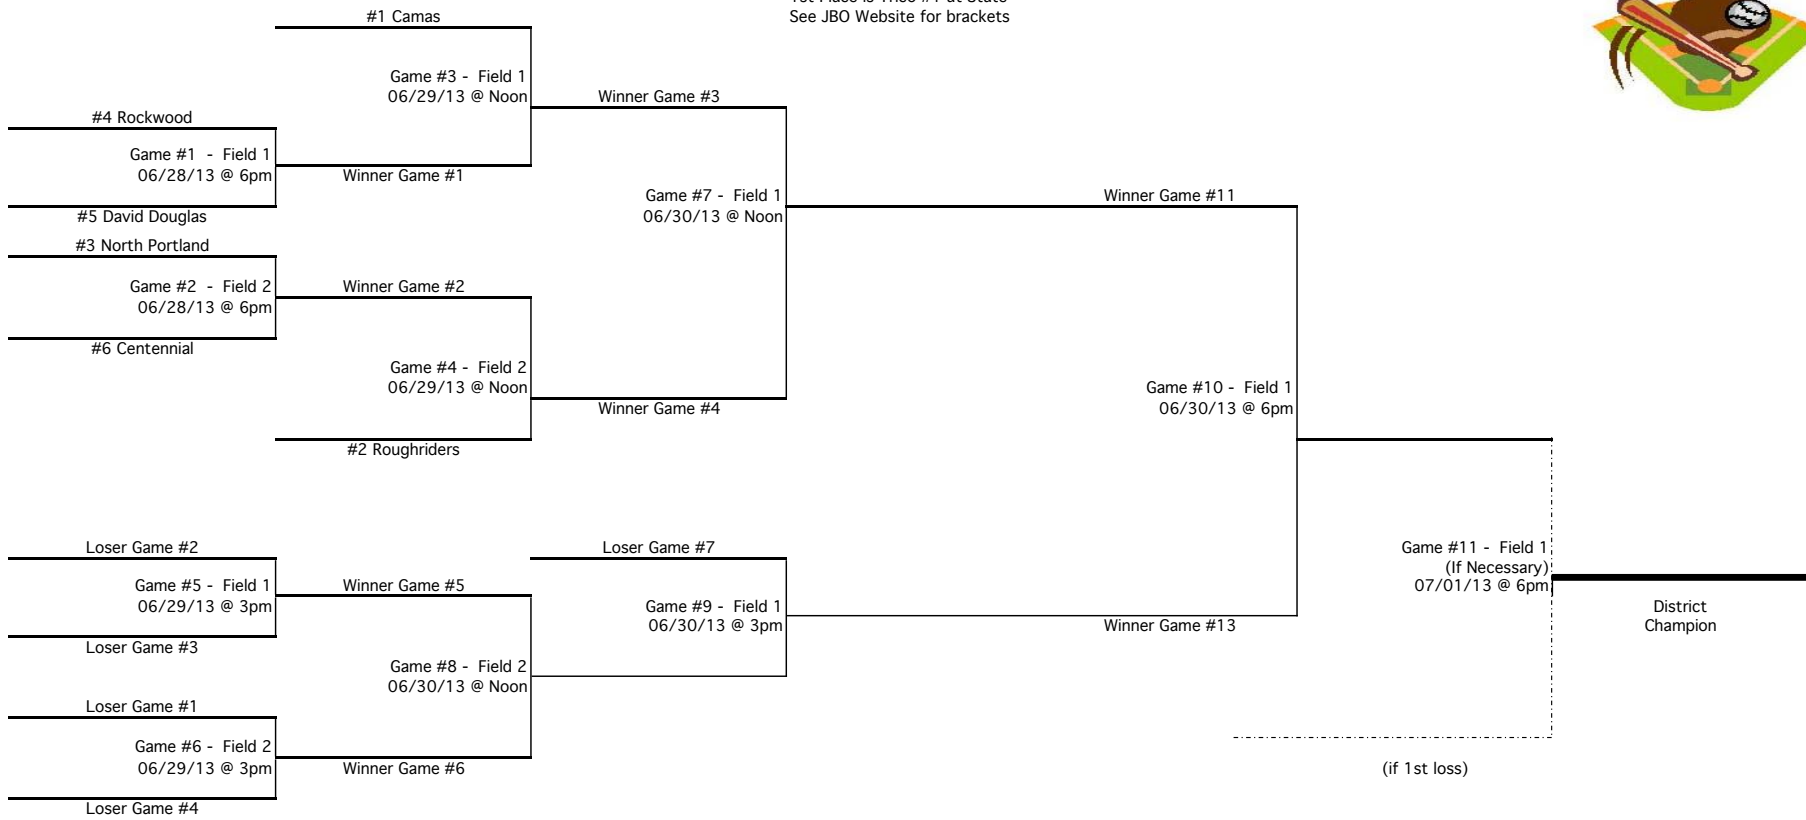 See JBO Website for brackets
#1 Camas
Game #3 - Field 1
06/29/13 @ Noon
Winner Game #3
#4 Rockwood
Game #1 - Field 1
06/28/13 @ 6pm
Winner Game #1
#5 David Douglas
Game #7 - Field 1
06/30/13 @ Noon
Winner Game #11
#3 North Portland
Game #2 - Field 2
06/28/13 @ 6pm
Winner Game #2
#6 Centennial
Game #4 - Field 2
06/29/13 @ Noon
Winner Game #4
#2 Roughriders
Game #10 - Field 1
06/30/13 @ 6pm
Loser Game #2
Game #5 - Field 1
06/29/13 @ 3pm
Winner Game #5
Loser Game #3
Loser Game #7
Game #9 - Field 1
06/30/13 @ 3pm
Winner Game #13
Game #11 - Field 1
(If Necessary)
07/01/13 @ 6pm
District
Champion
Game #8 - Field 2
06/30/13 @ Noon
Loser Game #1
Game #6 - Field 2
06/29/13 @ 3pm
Winner Game #6
Loser Game #4
(if 1st loss)